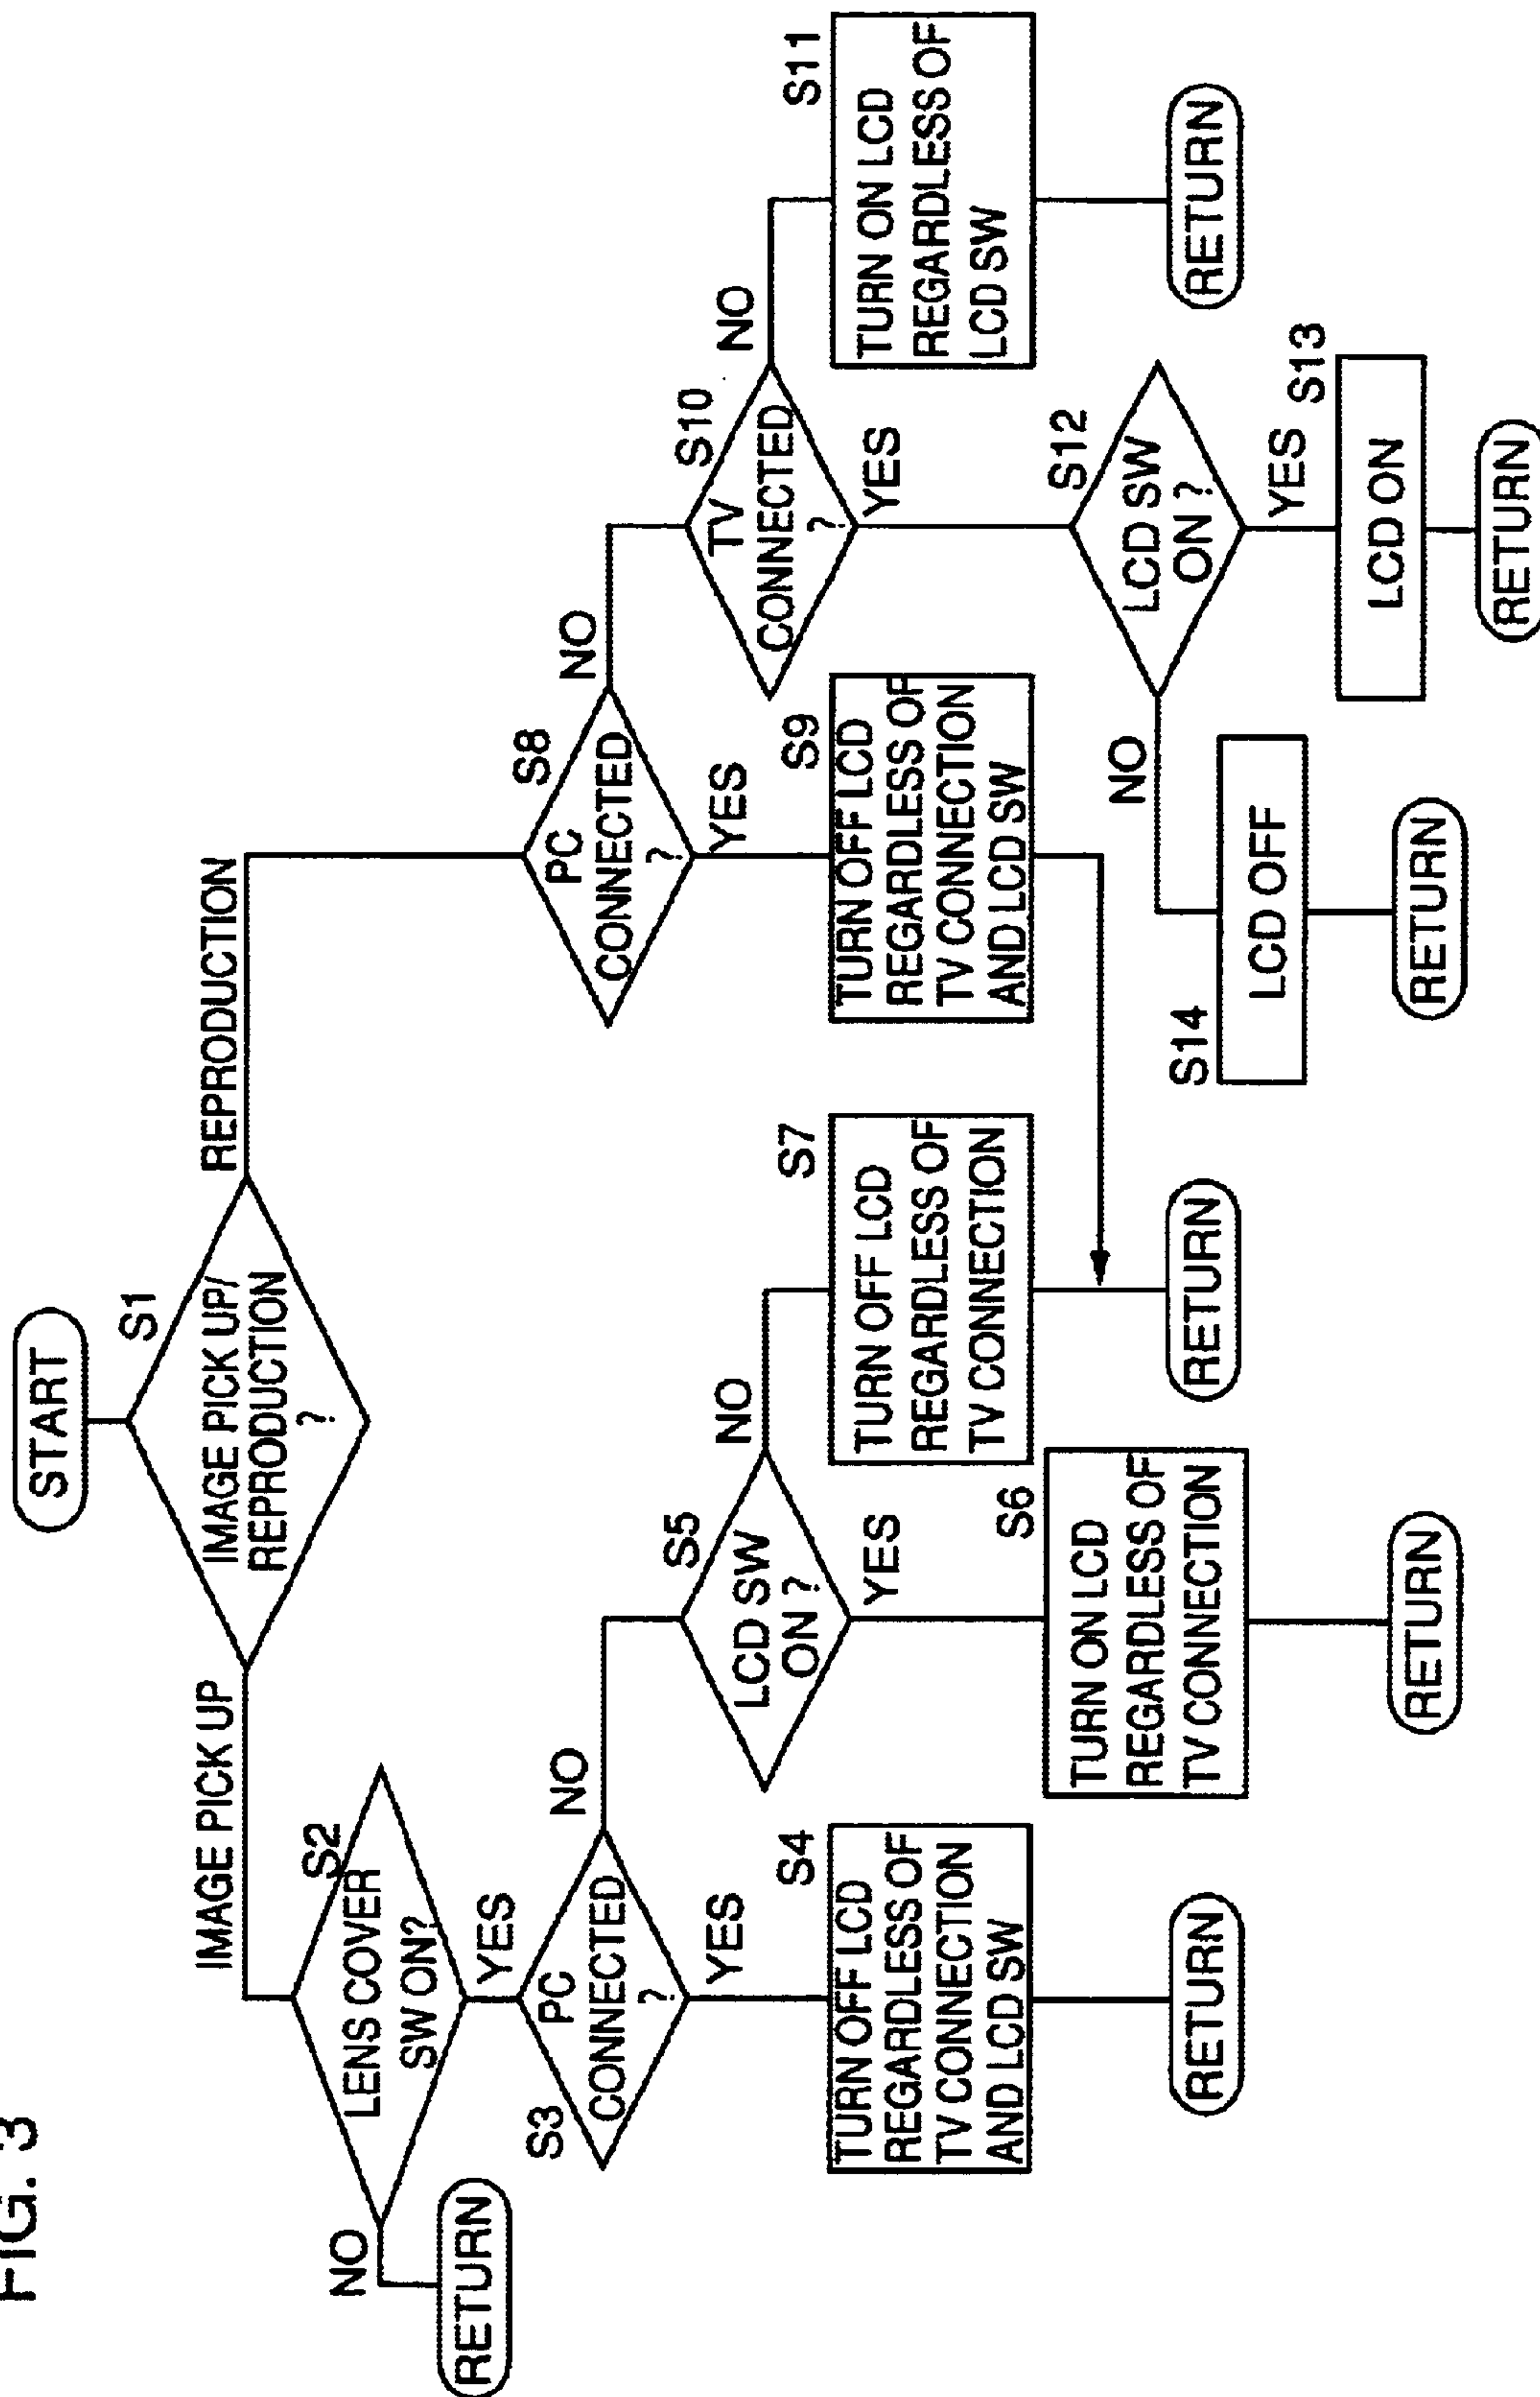 FIG. 3
START
S1
IMAGE PICK UP/
REPRODUCTION
?
IMAGE PICK UP
REPRODUCTION
S2
LENS COVER
SW ON?
NO
RETURN
YES
S3
PC
CONNECTED
?
NO
YES
S4
TURN OFF LCD
REGARDLESS OF
TV CONNECTION
AND LCD SW
RETURN
S5
LCD SW
ON ?
NO
YES
S6
TURN ON LCD
REGARDLESS OF
TV CONNECTION
RETURN
S7
TURN OFF LCD
REGARDLESS OF
TV CONNECTION
RETURN
S8
PC
CONNECTED
?
NO
YES
S9
TURN OFF LCD
REGARDLESS OF
TV CONNECTION
AND LCD SW
S10
TV
CONNECTED
?
NO
YES
S11
TURN ON LCD
REGARDLESS OF
LCD SW
RETURN
S12
LCD SW
ON ?
NO
YES
S13
LCD ON
RETURN
S14
LCD OFF
RETURN